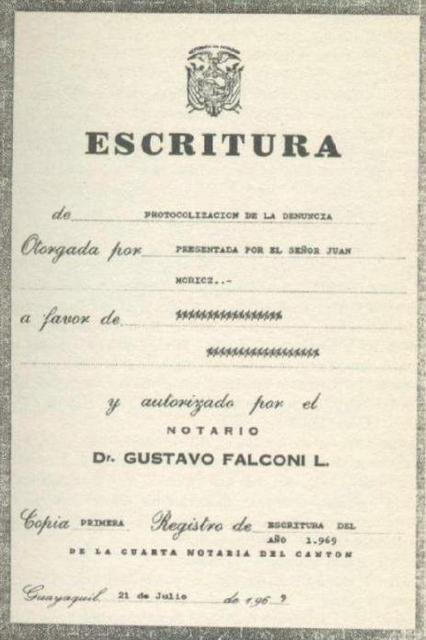 ESCRITURA
de PROTOCOLIZACION DE LA DENUNCIA
Otorgada por PRESENTADA POR EL SEÑOR JUAN
MORICZ..-
a favor de
y autorizado por el
NOTARIO
Dr. GUSTAVO FALCONI L.
Copia PRIMERA Registro de ESCRITURA DEL
AÑO 1.969
DE LA CUARTA NOTARIA DEL CANTON
Guayaquil 21 de Julio de 1969